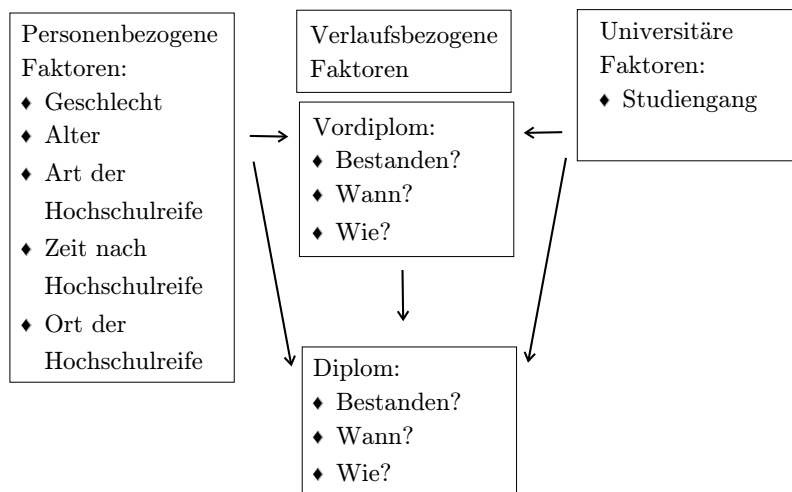 Personenbezogene
Faktoren:
♦ Geschlecht
♦ Alter
♦ Art der
Hochschulreife
♦ Zeit nach
Hochschulreife
♦ Ort der
Hochschulreife
Verlaufsbezogene
Faktoren
Vordiplom:
♦ Bestanden?
♦ Wann?
♦ Wie?
Diplom:
♦ Bestanden?
♦ Wann?
♦ Wie?
Universitäre
Faktoren:
♦ Studiengang